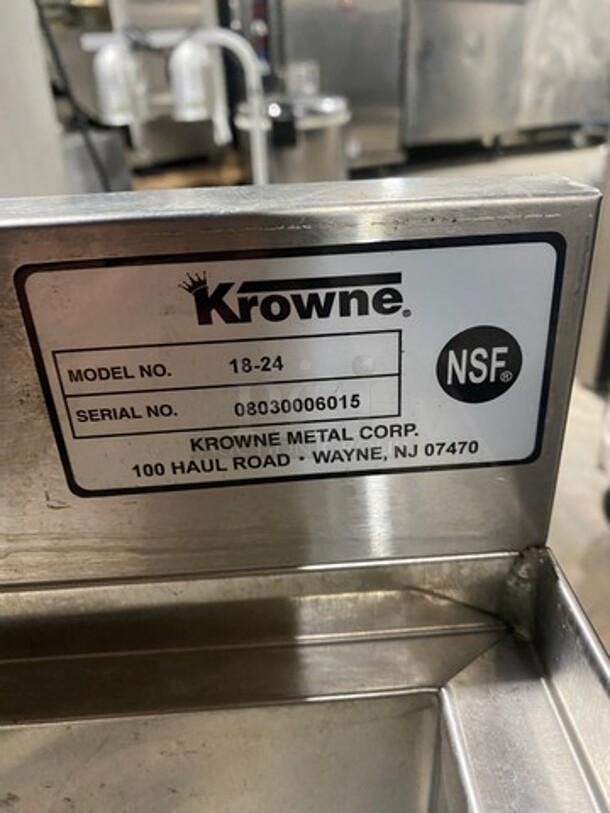 Krowne®
MODEL NO. 18-24
SERIAL NO. 08030006015
NSF®
KROWNE METAL CORP.
100 HAUL ROAD · WAYNE, NJ 07470